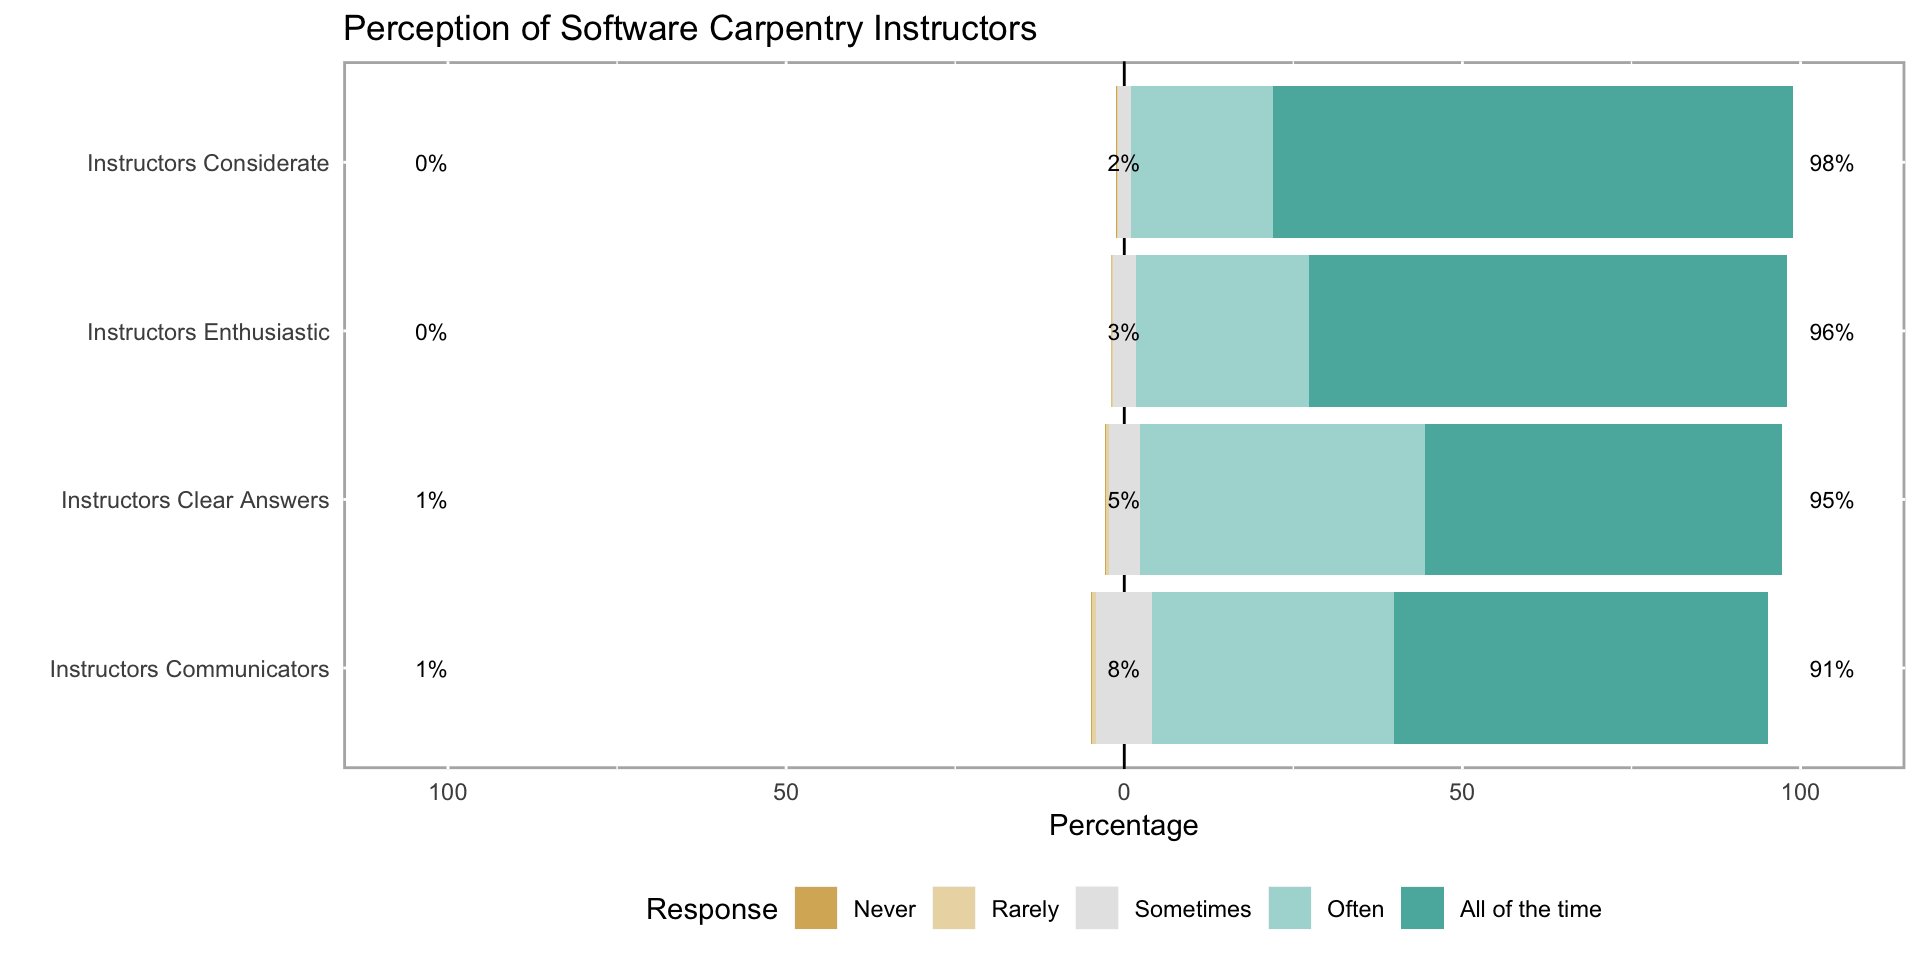 Perception of Software Carpentry Instructors
Instructors Considerate 0% 2% 98%
Instructors Enthusiastic 0% 3% 96%
Instructors Clear Answers 1% 5% 95%
Instructors Communicators 1% 8% 91%
100 50 0 50 100
Percentage
Response Never Rarely Sometimes Often All of the time